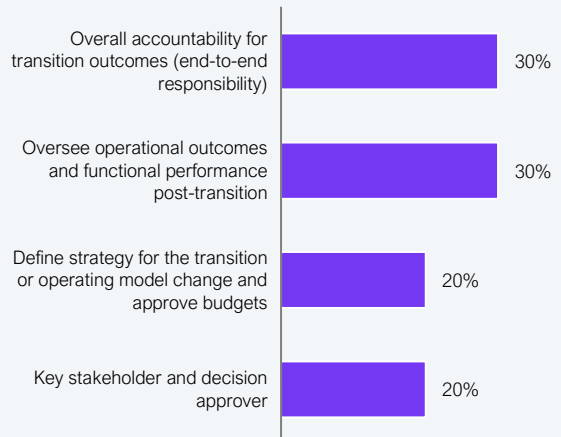 Overall accountability for
transition outcomes (end-to-end
responsibility)
30%
Oversee operational outcomes
and functional performance
post-transition
30%
Define strategy for the transition
or operating model change and
approve budgets
20%
Key stakeholder and decision
approver
20%